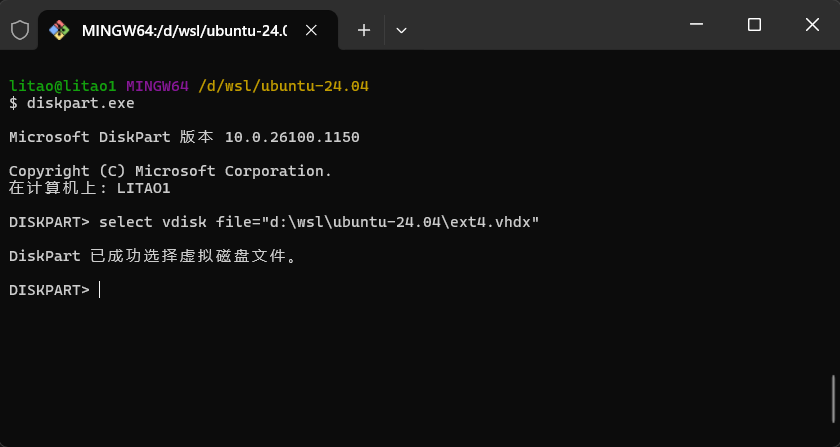 MINGW64:/d/wsl/ubuntu-24.0
litao@litao1 MINGW64 /d/wsl/ubuntu-24.04
$ diskpart.exe
Microsoft DiskPart 版本 10.0.26100.1150
Copyright (C) Microsoft Corporation.
在计算机上: LITAO1
DISKPART> select vdisk file="d:\wsl\ubuntu-24.04\ext4.vhdx"
DiskPart 已成功选择虚拟磁盘文件。
DISKPART>